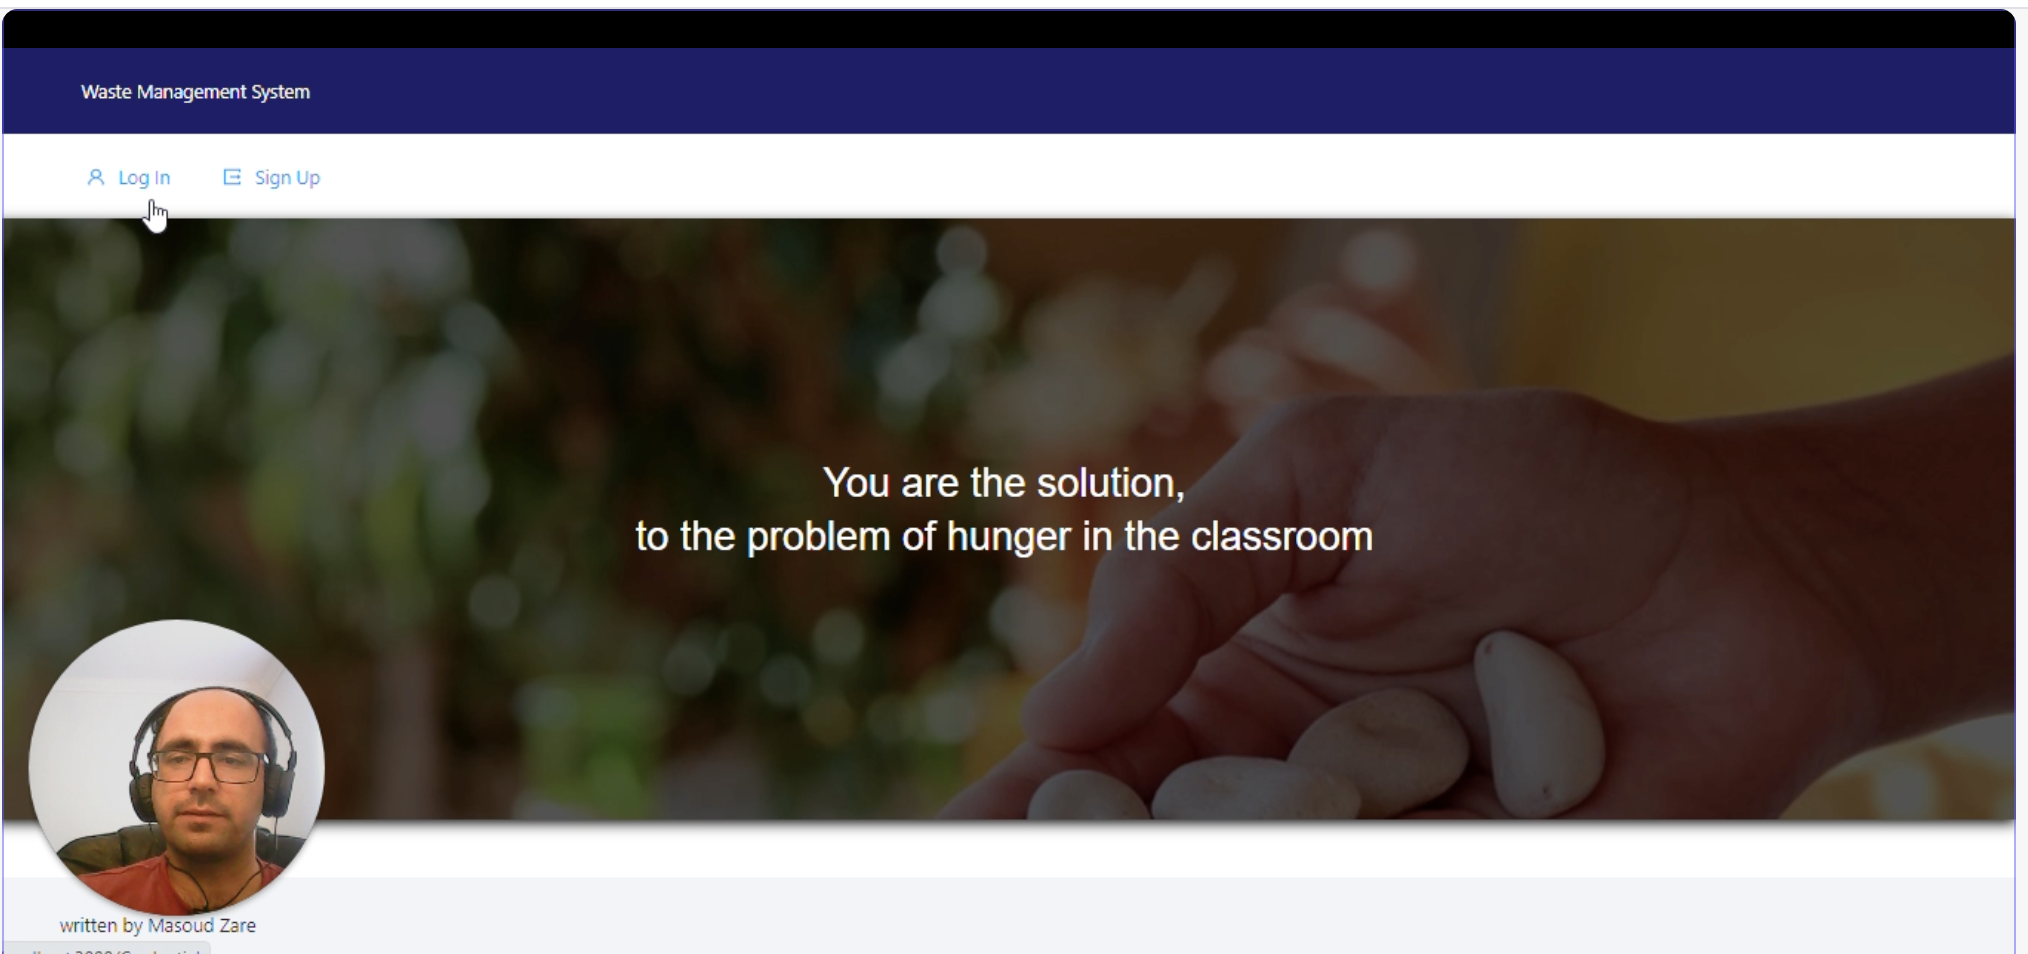 Waste Management System
Log In
Sign Up
You are the solution,
to the problem of hunger in the classroom
written by Masoud Zare